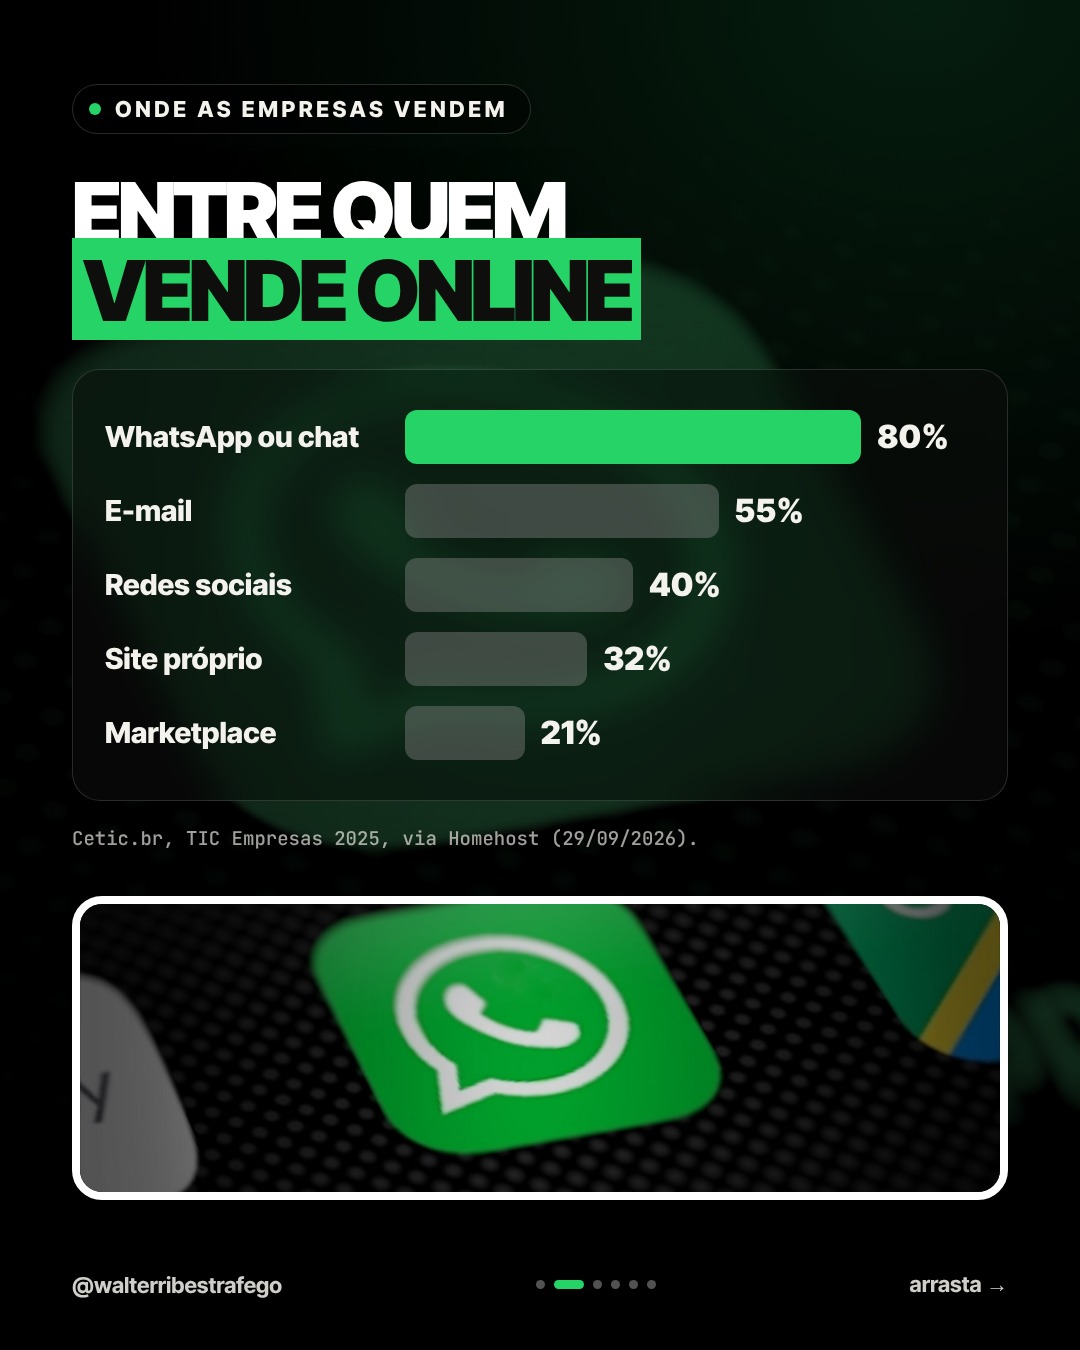 ONDE AS EMPRESAS VENDEM
ENTRE QUEM
VENDE ONLINE
WhatsApp ou chat 80%
E-mail 55%
Redes sociais 40%
Site próprio 32%
Marketplace 21%
Cetic.br, TIC Empresas 2025, via Homehost (29/09/2026).
@walterribestrafego
arrasta →